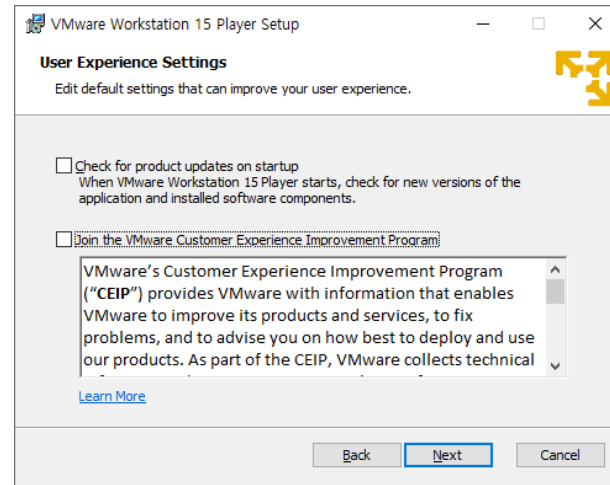 VMware Workstation 15 Player Setup
User Experience Settings
Edit default settings that can improve your user experience.
Check for product updates on startup
When VMware Workstation 15 Player starts, check for new versions of the
application and installed software components.
Join the VMware Customer Experience Improvement Program
VMware's Customer Experience Improvement Program
("CEIP") provides VMware with information that enables
VMware to improve its products and services, to fix
problems, and to advise you on how best to deploy and use
our products. As part of the CEIP, VMware collects technical
Learn More
Back Next Cancel